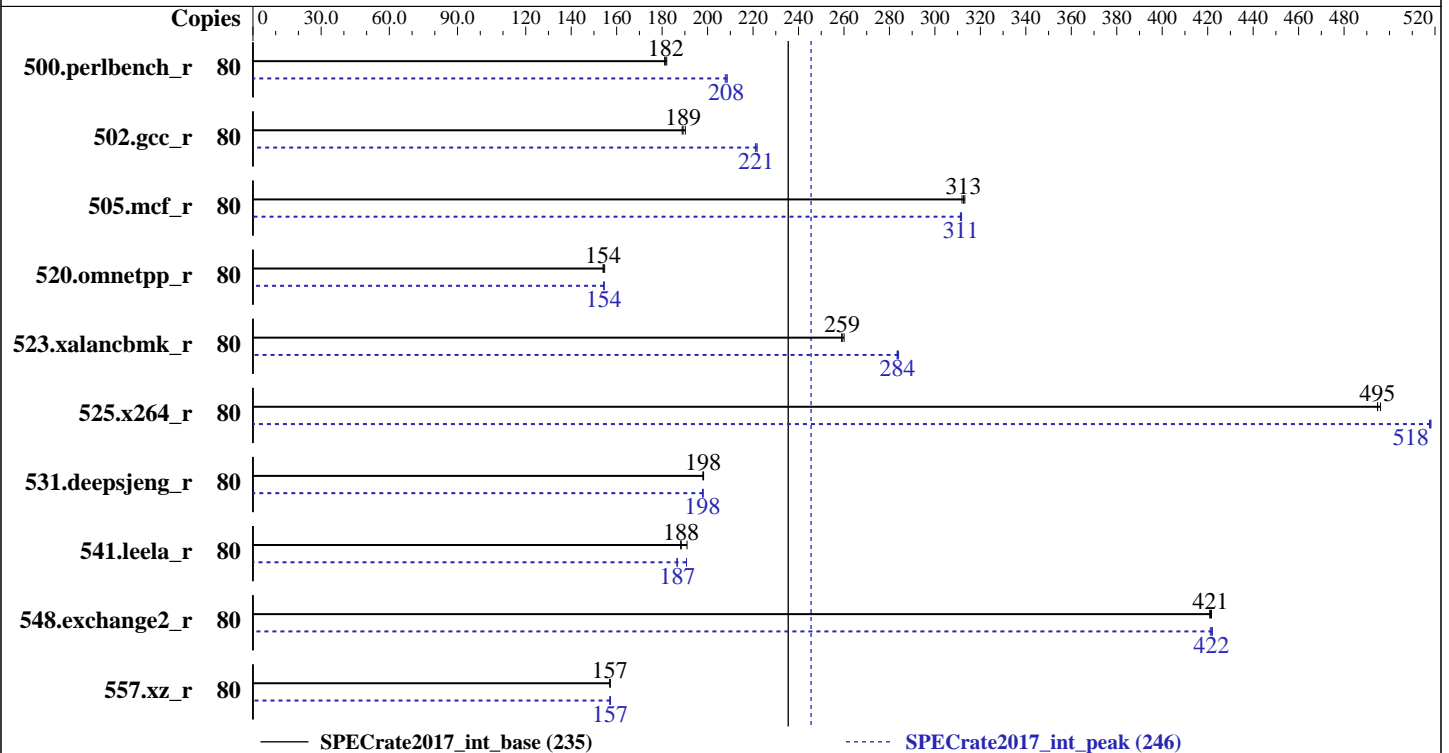 Copies 0 30.0 60.0 90.0 120 140 160 180 200 220 240 260 280 300 320 340 360 380 400 420 440 460 480 520
182
500.perlbench_r 80
208
189
502.gcc_r 80
221
313
505.mcf_r 80
311
154
520.omnetpp_r 80
154
259
523.xalancbmk_r 80
284
495
525.x264_r 80
518
198
531.deepsjeng_r 80
198
188
541.leela_r 80
187
421
548.exchange2_r 80
422
157
557.xz_r 80
157
SPECrate2017_int_base (235) SPECrate2017_int_peak (246)